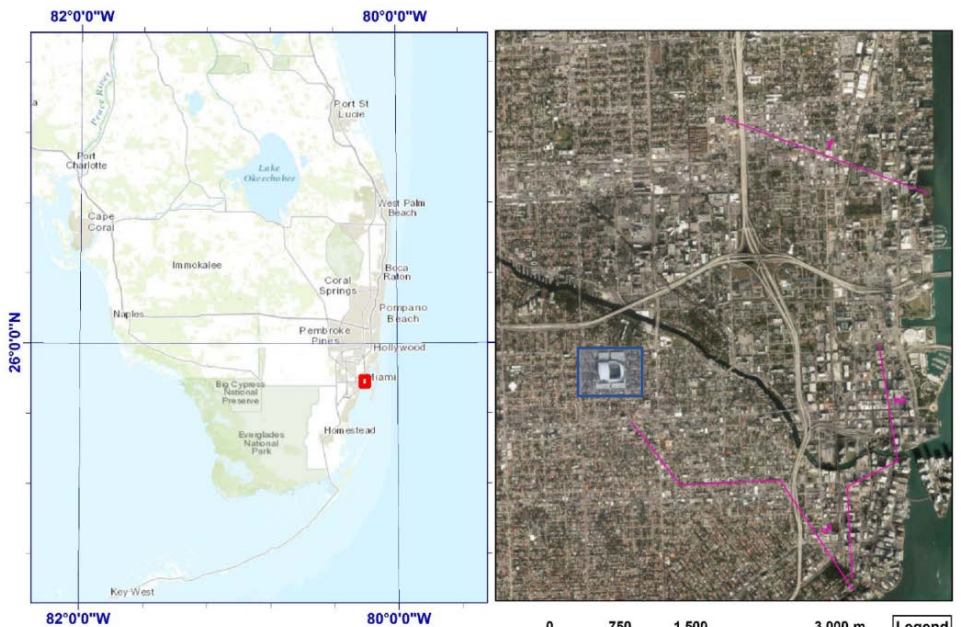 82°0'0"W
80°0'0"W
26°0'0"N
Peace River
Port St
Lucie
Port
Charlotte
Lake
Okeechobee
West Palm
Beach
Cape
Coral
Immokalee
Boca
Raton
Coral
Springs
Naples
Pompano
Beach
Pembroke
Pines
Hollywood
Miami
Big Cypress
National
Preserve
Everglades
National
Park
Homestead
Key West
82°0'0"W
80°0'0"W
0 750 1,500 3,000 m
Legend